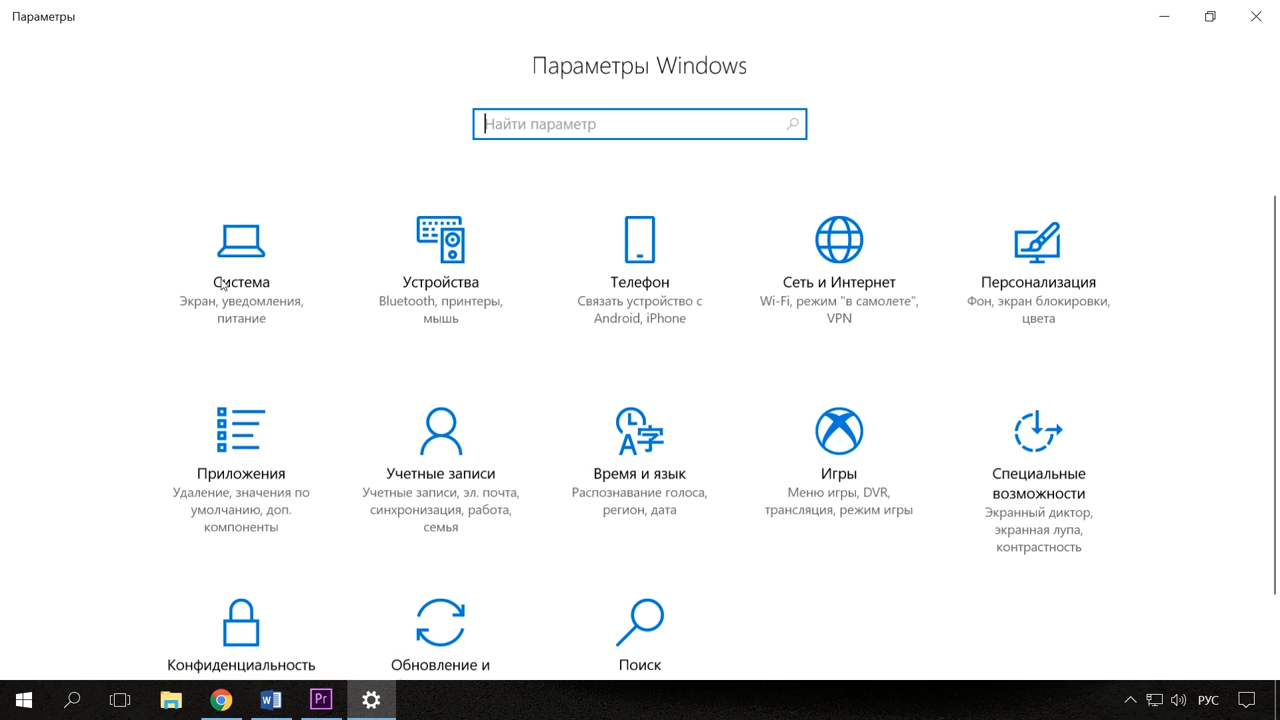 Параметры
Параметры Windows
Найти параметр
Система
Экран, уведомления,
питание
Устройства
Bluetooth, принтеры,
мышь
Телефон
Связать устройство с
Android, iPhone
Сеть и Интернет
Wi-Fi, режим "в самолете",
VPN
Персонализация
Фон, экран блокировки,
цвета
Приложения
Удаление, значения по
умолчанию, доп.
компоненты
Учетные записи
Учетные записи, эл. почта,
синхронизация, работа,
семья
Время и язык
Распознавание голоса,
регион, дата
Игры
Меню игры, DVR,
трансляция, режим игры
Специальные
возможности
Экранный диктор,
экранная лупа,
контрастность
Конфиденциальность
Обновление и
Поиск
W
Pr
РУС